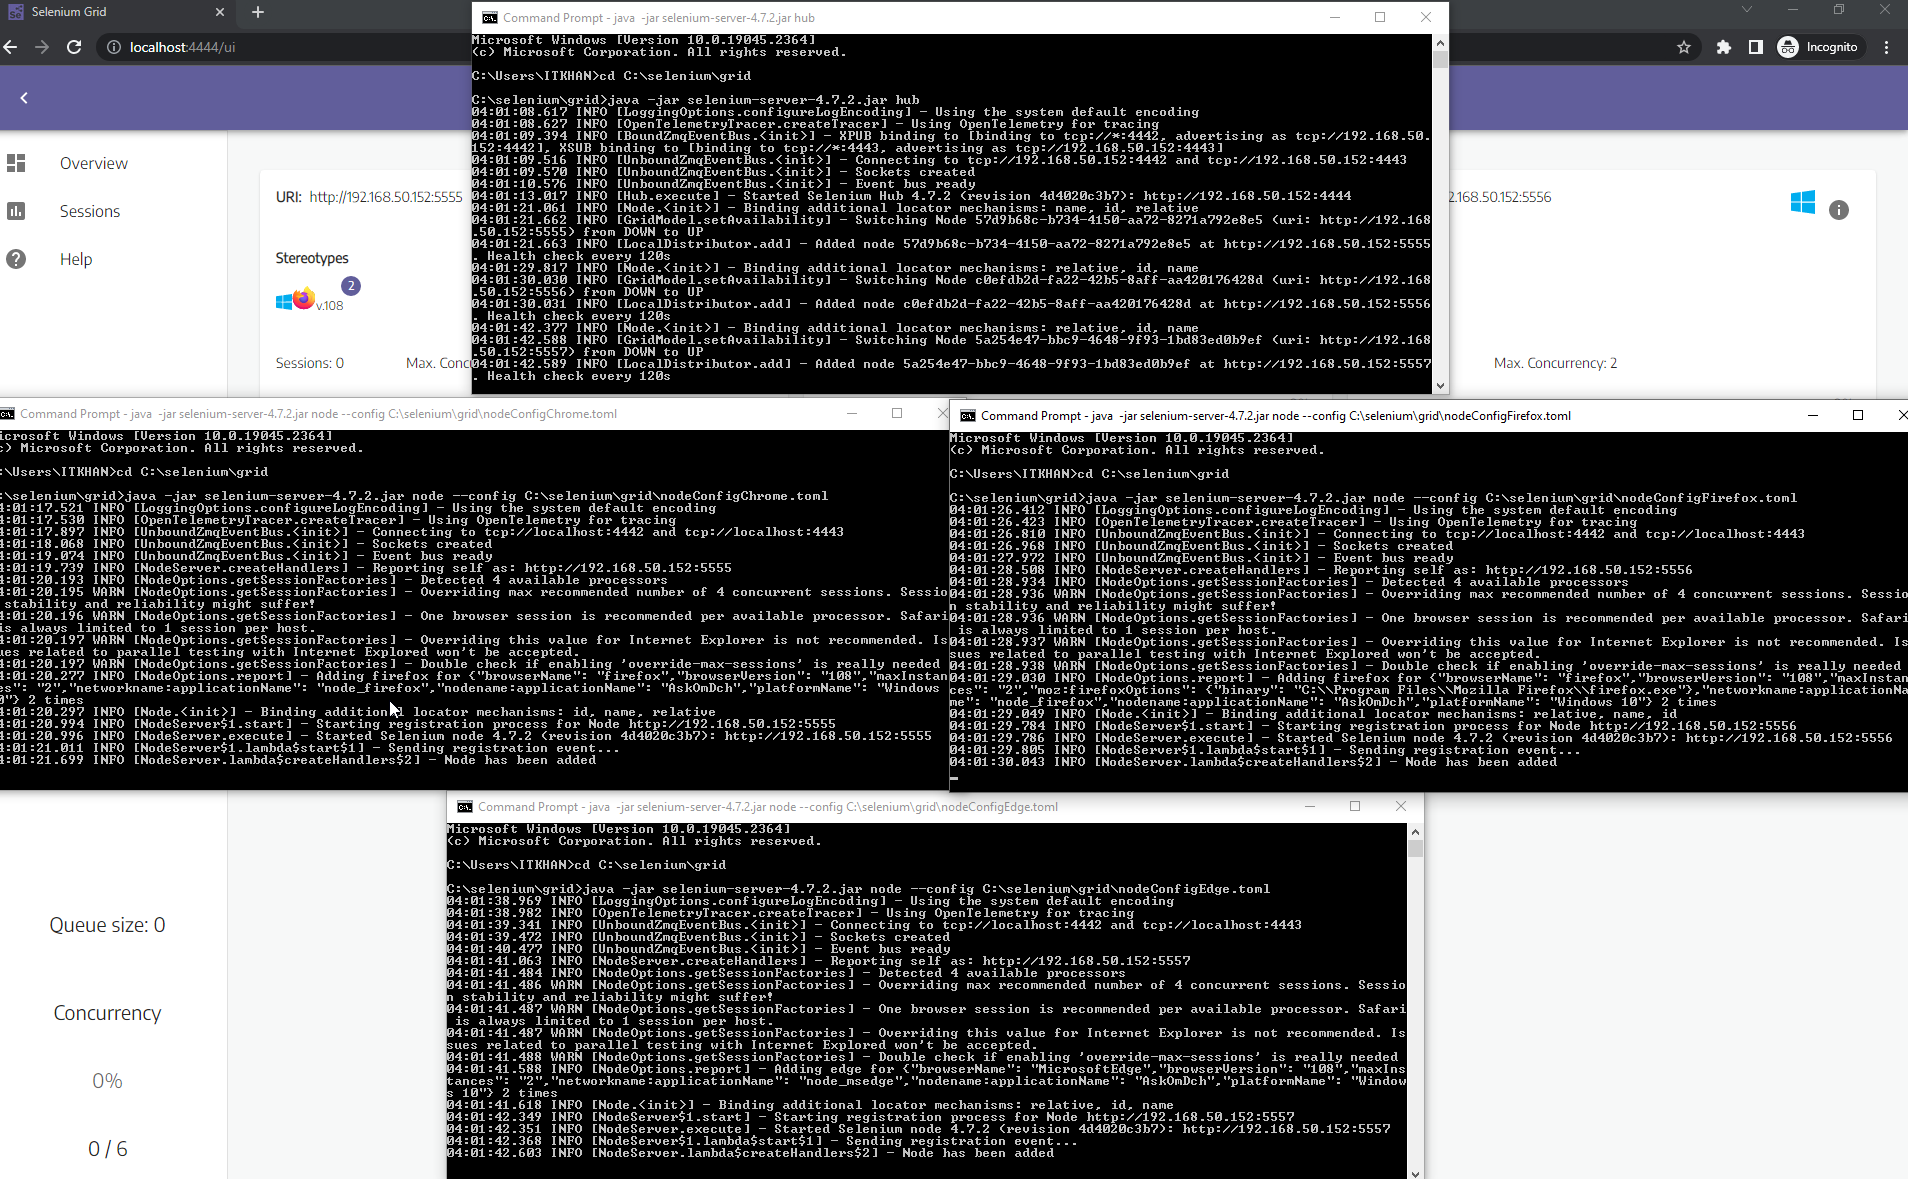 Selenium Grid
localhost:4444/ui
Incognito
Command Prompt - java  -jar selenium-server-4.7.2.jar hub
Microsoft Windows [Version 10.0.19045.2364]
(c) Microsoft Corporation. All rights reserved.
C:\Users\ITKHAN>cd C:\selenium\grid
C:\selenium\grid>java -jar selenium-server-4.7.2.jar hub
04:01:08.617 INFO [LoggingOptions.configureLogEncoding] - Using the system default encoding
04:01:08.627 INFO [OpenTelemetryTracer.createTracer] - Using OpenTelemetry for tracing
04:01:09.394 INFO [BoundZmqEventBus.<init>] - XPUB binding to [binding to tcp://*:4442, advertising as tcp://192.168.50.
152:4442], XSUB binding to [binding to tcp://*:4443, advertising as tcp://192.168.50.152:4443]
04:01:09.516 INFO [UnboundZmqEventBus.<init>] - Connecting to tcp://192.168.50.152:4442 and tcp://192.168.50.152:4443
04:01:09.570 INFO [UnboundZmqEventBus.<init>] - Sockets created
04:01:10.576 INFO [UnboundZmqEventBus.<init>] - Event bus ready
04:01:13.017 INFO [Hub.execute] - Started Selenium Hub 4.7.2 (revision 4d4020c3b7): http://192.168.50.152:4444
04:01:21.061 INFO [Node.<init>] - Binding additional locator mechanisms: name, id, relative
04:01:21.662 INFO [GridModel.setAvailability] - Switching Node 57d9b68c-b734-4150-aa72-8271a792e8e5 (uri: http://192.168
.50.152:5555) from DOWN to UP
04:01:21.663 INFO [LocalDistributor.add] - Added node 57d9b68c-b734-4150-aa72-8271a792e8e5 at http://192.168.50.152:5555
. Health check every 120s
04:01:29.817 INFO [Node.<init>] - Binding additional locator mechanisms: relative, id, name
04:01:30.030 INFO [GridModel.setAvailability] - Switching Node c0efdb2d-fa22-42b5-8aff-aa420176428d (uri: http://192.168
.50.152:5556) from DOWN to UP
04:01:30.031 INFO [LocalDistributor.add] - Added node c0efdb2d-fa22-42b5-8aff-aa420176428d at http://192.168.50.152:5556
. Health check every 120s
04:01:42.377 INFO [Node.<init>] - Binding additional locator mechanisms: relative, id, name
04:01:42.588 INFO [GridModel.setAvailability] - Switching Node 5a254e47-bbc9-4648-9f93-1bd83ed0b9ef (uri: http://192.168
.50.152:5557) from DOWN to UP
04:01:42.589 INFO [LocalDistributor.add] - Added node 5a254e47-bbc9-4648-9f93-1bd83ed0b9ef at http://192.168.50.152:5557
. Health check every 120s
Overview
Sessions
Help
URI: http://192.168.50.152:5555
Stereotypes
2
v.108
Sessions: 0
Max. Conc
2.168.50.152:5556
Max. Concurrency: 2
Command Prompt - java  -jar selenium-server-4.7.2.jar node --config C:\selenium\grid\nodeConfigChrome.toml
icrosoft Windows [Version 10.0.19045.2364]
c) Microsoft Corporation. All rights reserved.
:\Users\ITKHAN>cd C:\selenium\grid
:\selenium\grid>java -jar selenium-server-4.7.2.jar node --config C:\selenium\grid\nodeConfigChrome.toml
4:01:17.521 INFO [LoggingOptions.configureLogEncoding] - Using the system default encoding
4:01:17.530 INFO [OpenTelemetryTracer.createTracer] - Using OpenTelemetry for tracing
4:01:17.897 INFO [UnboundZmqEventBus.<init>] - Connecting to tcp://localhost:4442 and tcp://localhost:4443
4:01:18.068 INFO [UnboundZmqEventBus.<init>] - Sockets created
4:01:19.074 INFO [UnboundZmqEventBus.<init>] - Event bus ready
4:01:19.739 INFO [NodeServer.createHandlers] - Reporting self as: http://192.168.50.152:5555
4:01:20.193 INFO [NodeOptions.getSessionFactories] - Detected 4 available processors
4:01:20.195 WARN [NodeOptions.getSessionFactories] - Overriding max recommended number of 4 concurrent sessions. Sessio
 stability and reliability might suffer!
4:01:20.196 WARN [NodeOptions.getSessionFactories] - One browser session is recommended per available processor. Safari
is always limited to 1 session per host.
4:01:20.197 WARN [NodeOptions.getSessionFactories] - Overriding this value for Internet Explorer is not recommended. Is
ues related to parallel testing with Internet Explored won't be accepted.
4:01:20.197 WARN [NodeOptions.getSessionFactories] - Double check if enabling 'override-max-sessions' is really needed
4:01:20.277 INFO [NodeOptions.report] - Adding firefox for {"browserName": "firefox","browserVersion": "108","maxInstan
es": "2","networkname:applicationName": "node_firefox","nodename:applicationName": "AskOmDch","platformName": "Windows
0"} 2 times
4:01:20.297 INFO [Node.<init>] - Binding additional locator mechanisms: id, name, relative
4:01:20.994 INFO [NodeServer$1.start] - Starting registration process for Node http://192.168.50.152:5555
4:01:20.996 INFO [NodeServer.execute] - Started Selenium node 4.7.2 (revision 4d4020c3b7): http://192.168.50.152:5555
4:01:21.011 INFO [NodeServer$1.lambda$start$1] - Sending registration event...
4:01:21.699 INFO [NodeServer.lambda$createHandlers$2] - Node has been added
Command Prompt - java  -jar selenium-server-4.7.2.jar node --config C:\selenium\grid\nodeConfigFirefox.toml
Microsoft Windows [Version 10.0.19045.2364]
(c) Microsoft Corporation. All rights reserved.
C:\Users\ITKHAN>cd C:\selenium\grid
C:\selenium\grid>java -jar selenium-server-4.7.2.jar node --config C:\selenium\grid\nodeConfigFirefox.toml
04:01:26.412 INFO [LoggingOptions.configureLogEncoding] - Using the system default encoding
04:01:26.423 INFO [OpenTelemetryTracer.createTracer] - Using OpenTelemetry for tracing
04:01:26.810 INFO [UnboundZmqEventBus.<init>] - Connecting to tcp://localhost:4442 and tcp://localhost:4443
04:01:26.968 INFO [UnboundZmqEventBus.<init>] - Sockets created
04:01:27.972 INFO [UnboundZmqEventBus.<init>] - Event bus ready
04:01:28.508 INFO [NodeServer.createHandlers] - Reporting self as: http://192.168.50.152:5556
04:01:28.934 INFO [NodeOptions.getSessionFactories] - Detected 4 available processors
04:01:28.936 WARN [NodeOptions.getSessionFactories] - Overriding max recommended number of 4 concurrent sessions. Sessio
n stability and reliability might suffer!
04:01:28.936 WARN [NodeOptions.getSessionFactories] - One browser session is recommended per available processor. Safari
 is always limited to 1 session per host.
04:01:28.937 WARN [NodeOptions.getSessionFactories] - Overriding this value for Internet Explorer is not recommended. Is
sues related to parallel testing with Internet Explored won't be accepted.
04:01:28.938 WARN [NodeOptions.getSessionFactories] - Double check if enabling 'override-max-sessions' is really needed
04:01:29.030 INFO [NodeOptions.report] - Adding firefox for {"browserName": "firefox","browserVersion": "108","maxInstan
ces": "2","moz:firefoxOptions": {"binary": "C:\\Program Files\\Mozilla Firefox\\firefox.exe"},"networkname:applicationNa
me": "node_firefox","nodename:applicationName": "AskOmDch","platformName": "Windows 10"} 2 times
04:01:29.049 INFO [Node.<init>] - Binding additional locator mechanisms: relative, name, id
04:01:29.784 INFO [NodeServer$1.start] - Starting registration process for Node http://192.168.50.152:5556
04:01:29.786 INFO [NodeServer.execute] - Started Selenium node 4.7.2 (revision 4d4020c3b7): http://192.168.50.152:5556
04:01:29.805 INFO [NodeServer$1.lambda$start$1] - Sending registration event...
04:01:30.043 INFO [NodeServer.lambda$createHandlers$2] - Node has been added
Command Prompt - java  -jar selenium-server-4.7.2.jar node --config C:\selenium\grid\nodeConfigEdge.toml
Microsoft Windows [Version 10.0.19045.2364]
(c) Microsoft Corporation. All rights reserved.
C:\Users\ITKHAN>cd C:\selenium\grid
C:\selenium\grid>java -jar selenium-server-4.7.2.jar node --config C:\selenium\grid\nodeConfigEdge.toml
04:01:38.969 INFO [LoggingOptions.configureLogEncoding] - Using the system default encoding
04:01:38.982 INFO [OpenTelemetryTracer.createTracer] - Using OpenTelemetry for tracing
04:01:39.341 INFO [UnboundZmqEventBus.<init>] - Connecting to tcp://localhost:4442 and tcp://localhost:4443
04:01:39.472 INFO [UnboundZmqEventBus.<init>] - Sockets created
04:01:40.477 INFO [UnboundZmqEventBus.<init>] - Event bus ready
04:01:41.063 INFO [NodeServer.createHandlers] - Reporting self as: http://192.168.50.152:5557
04:01:41.484 INFO [NodeOptions.getSessionFactories] - Detected 4 available processors
04:01:41.486 WARN [NodeOptions.getSessionFactories] - Overriding max recommended number of 4 concurrent sessions. Sessio
n stability and reliability might suffer!
04:01:41.487 WARN [NodeOptions.getSessionFactories] - One browser session is recommended per available processor. Safari
 is always limited to 1 session per host.
04:01:41.487 WARN [NodeOptions.getSessionFactories] - Overriding this value for Internet Explorer is not recommended. Is
sues related to parallel testing with Internet Explored won't be accepted.
04:01:41.488 WARN [NodeOptions.getSessionFactories] - Double check if enabling 'override-max-sessions' is really needed
04:01:41.588 INFO [NodeOptions.report] - Adding edge for {"browserName": "MicrosoftEdge","browserVersion": "108","maxIns
tances": "2","networkname:applicationName": "node_msedge","nodename:applicationName": "AskOmDch","platformName": "Window
s 10"} 2 times
04:01:41.618 INFO [Node.<init>] - Binding additional locator mechanisms: relative, id, name
04:01:42.349 INFO [NodeServer$1.start] - Starting registration process for Node http://192.168.50.152:5557
04:01:42.351 INFO [NodeServer.execute] - Started Selenium node 4.7.2 (revision 4d4020c3b7): http://192.168.50.152:5557
04:01:42.368 INFO [NodeServer$1.lambda$start$1] - Sending registration event...
04:01:42.603 INFO [NodeServer.lambda$createHandlers$2] - Node has been added
Queue size: 0
Concurrency
0%
0 / 6